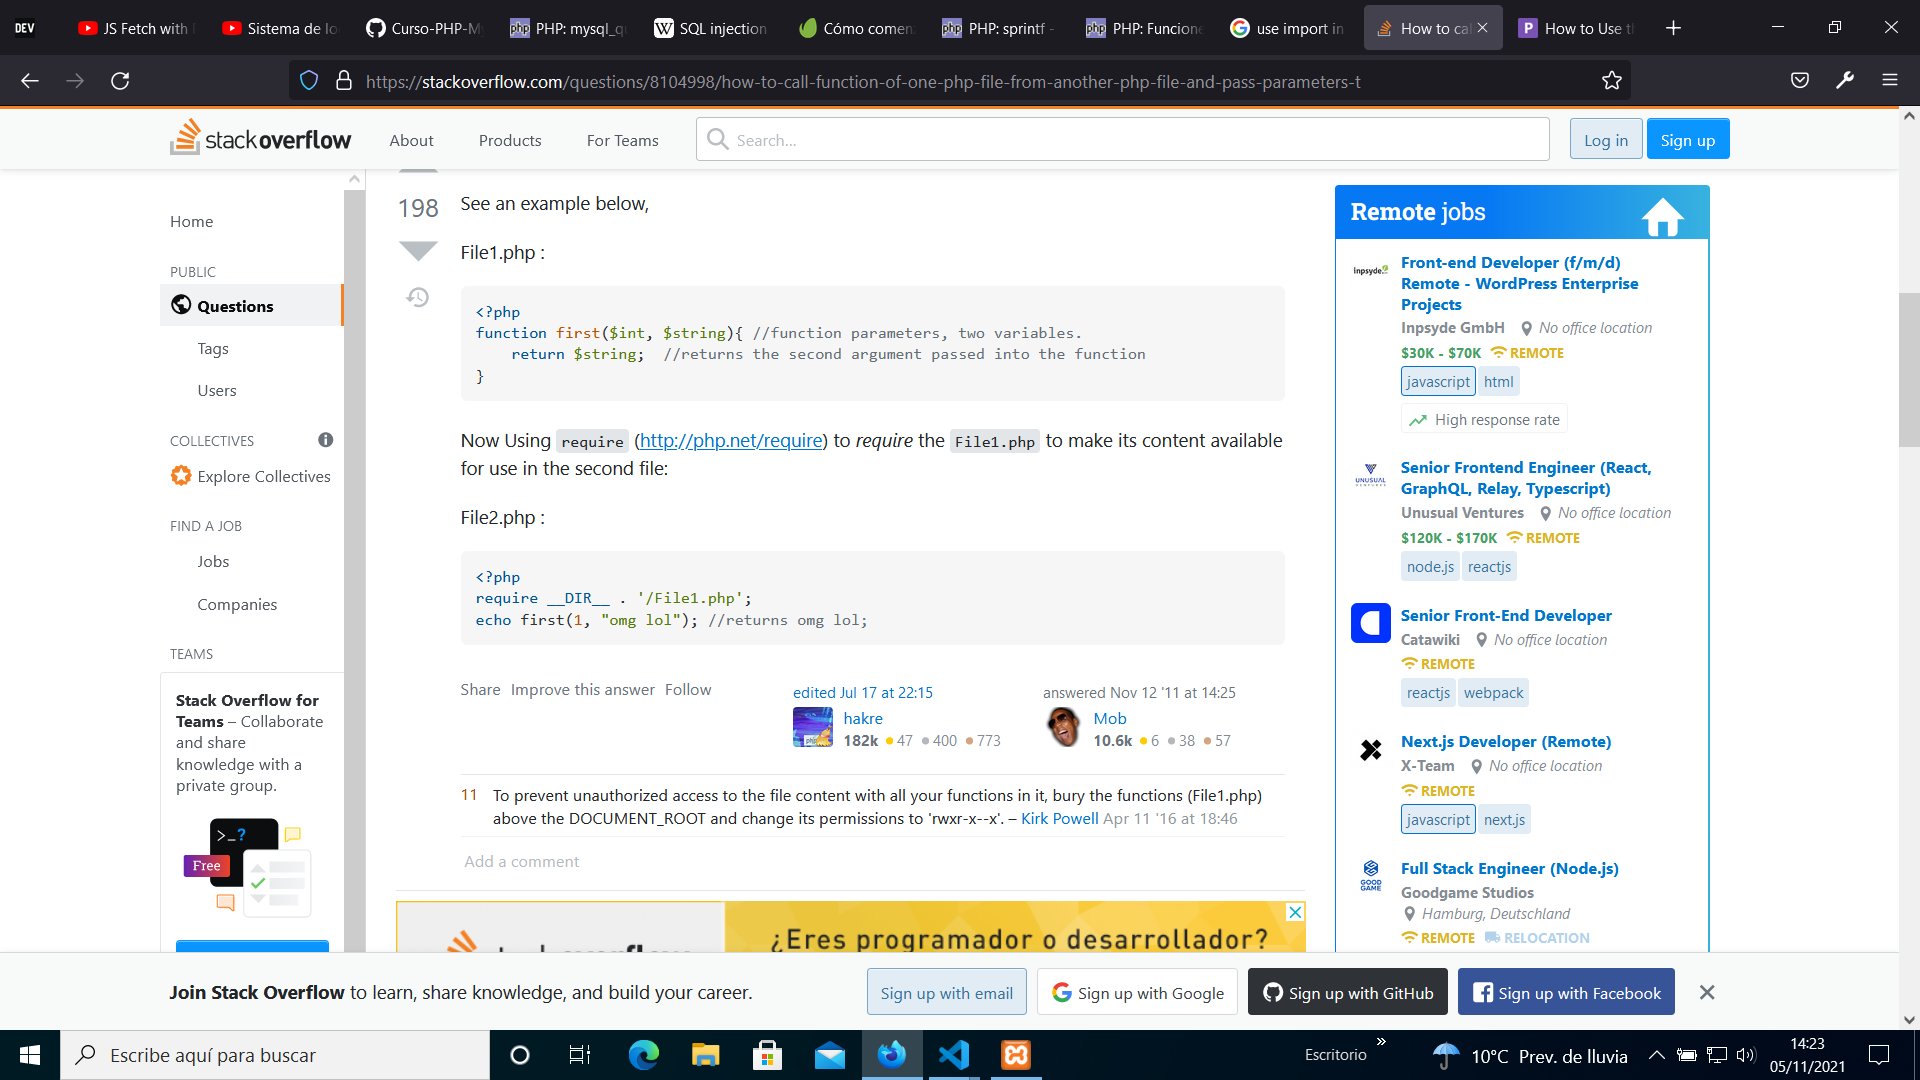 DEV
JS Fetch with
Sistema de lo
Curso-PHP-My
PHP: mysql_qu
SQL injection
Cómo comen
PHP: sprintf -
PHP: Funcione
use import in
How to cal
How to Use t
https://stackoverflow.com/questions/8104998/how-to-call-function-of-one-php-file-from-another-php-file-and-pass-parameters-t
stack overflow
About
Products
For Teams
Search...
Log in
Sign up
Home
PUBLIC
Questions
Tags
Users
COLLECTIVES
Explore Collectives
FIND A JOB
Jobs
Companies
TEAMS
Stack Overflow for
Teams – Collaborate
and share
knowledge with a
private group.
>_?
Free
198
See an example below,
File1.php :
<?php
function first($int, $string){ //function parameters, two variables.
return $string;  //returns the second argument passed into the function
}
Now Using require (http://php.net/require) to require the File1.php to make its content available
for use in the second file:
File2.php :
<?php
require __DIR__ . '/File1.php';
echo first(1, "omg lol"); //returns omg lol;
Share Improve this answer Follow
edited Jul 17 at 22:15
hakre
182k 47 400 773
answered Nov 12 '11 at 14:25
Mob
10.6k 6 38 57
11 To prevent unauthorized access to the file content with all your functions in it, bury the functions (File1.php)
above the DOCUMENT_ROOT and change its permissions to 'rwxr-x--x'. – Kirk Powell Apr 11 '16 at 18:46
Add a comment
stack overflow
¿Eres programador o desarrollador?
Remote jobs
inpsyde
Front-end Developer (f/m/d)
Remote - WordPress Enterprise
Projects
Inpsyde GmbH No office location
$30K - $70K REMOTE
javascript html
High response rate
UNUSUAL
VENTURES
Senior Frontend Engineer (React,
GraphQL, Relay, Typescript)
Unusual Ventures No office location
$120K - $170K REMOTE
node.js reactjs
Senior Front-End Developer
Catawiki No office location
REMOTE
reactjs webpack
Next.js Developer (Remote)
X-Team No office location
REMOTE
javascript next.js
GOOD
GAME
Full Stack Engineer (Node.js)
Goodgame Studios
Hamburg, Deutschland
REMOTE RELOCATION
Join Stack Overflow to learn, share knowledge, and build your career.
Sign up with email
Sign up with Google
Sign up with GitHub
Sign up with Facebook
Escribe aquí para buscar
Escritorio
10°C Prev. de lluvia
14:23
05/11/2021